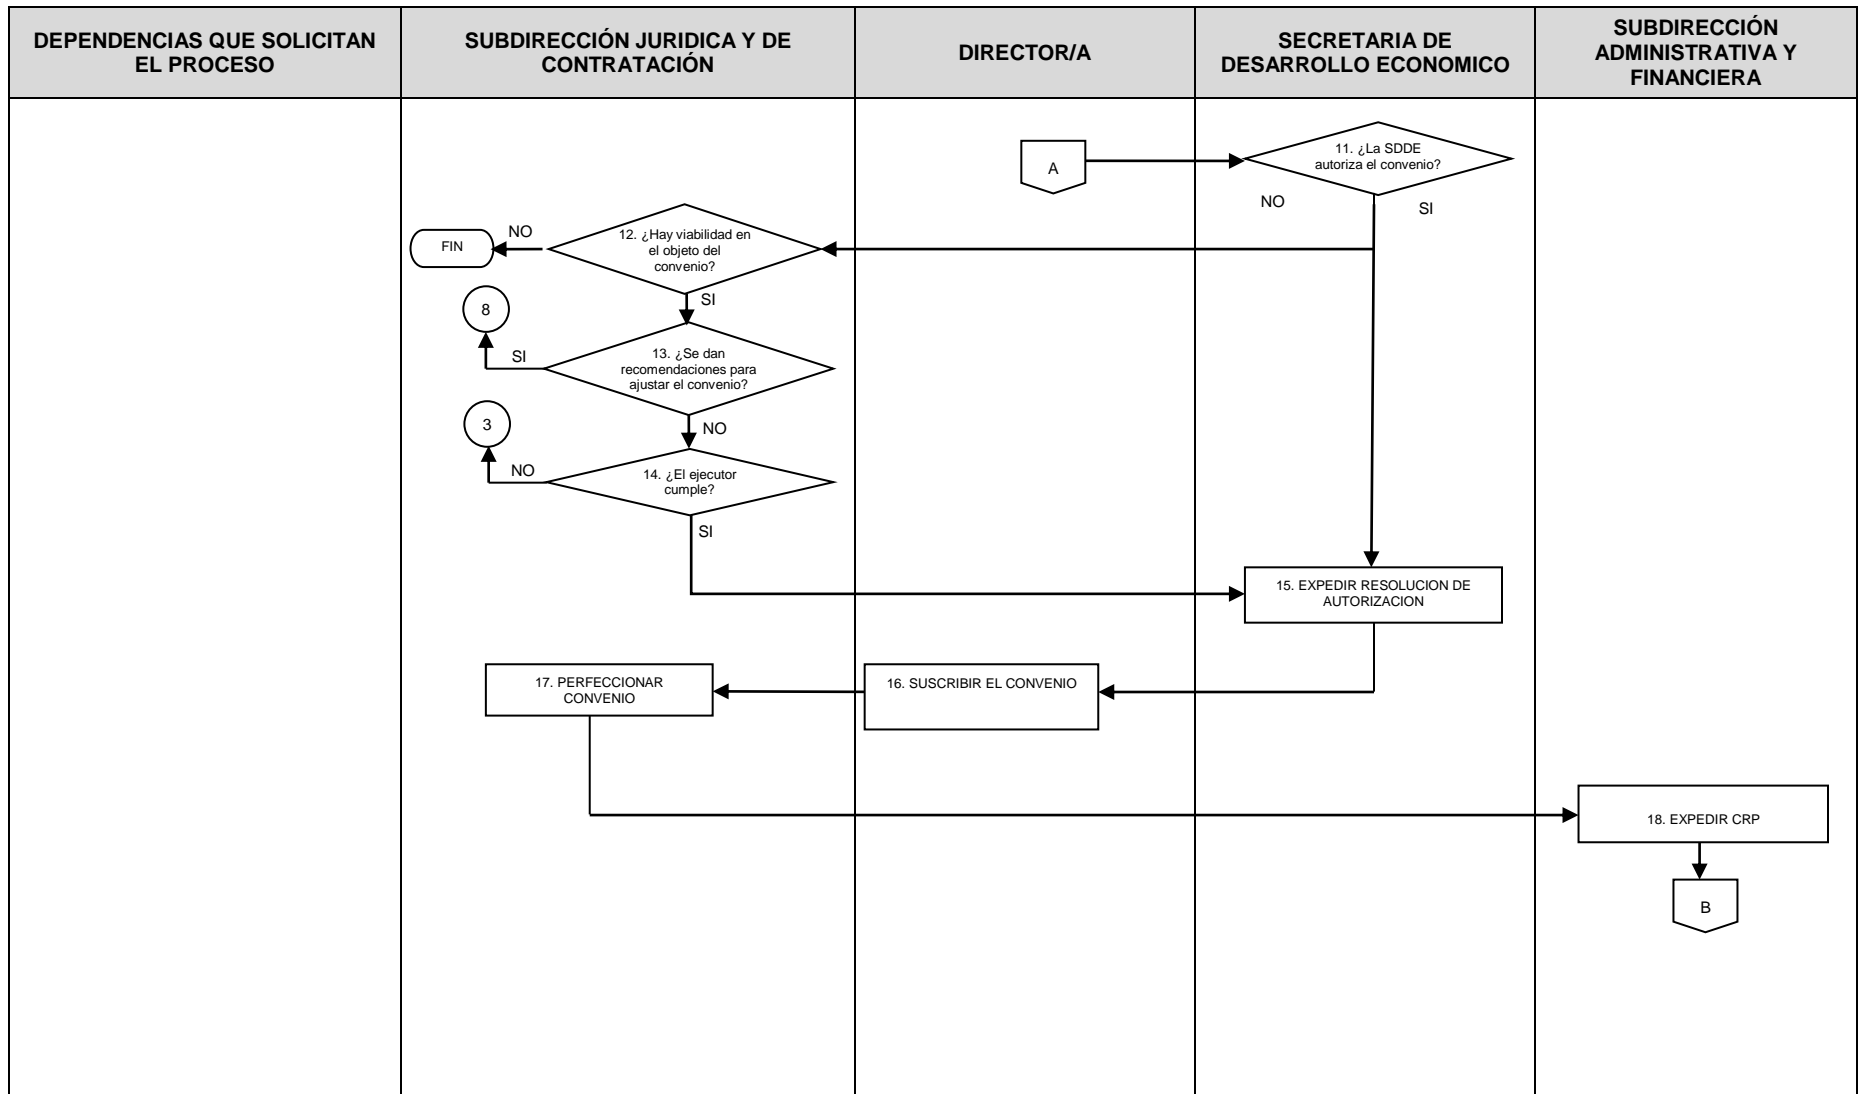 DEPENDENCIAS QUE SOLICITAN
EL PROCESO
SUBDIRECCIÓN JURIDICA Y DE
CONTRATACIÓN
DIRECTOR/A
SECRETARIA DE
DESARROLLO ECONOMICO
SUBDIRECCIÓN
ADMINISTRATIVA Y
FINANCIERA
A
11. ¿La SDDE
autoriza el convenio?
NO
SI
12. ¿Hay viabilidad en
el objeto del
convenio?
NO
FIN
SI
8
13. ¿Se dan
recomendaciones para
ajustar el convenio?
SI
NO
3
14. ¿El ejecutor
cumple?
NO
SI
15. EXPEDIR RESOLUCION DE
AUTORIZACION
16. SUSCRIBIR EL CONVENIO
17. PERFECCIONAR
CONVENIO
18. EXPEDIR CRP
B